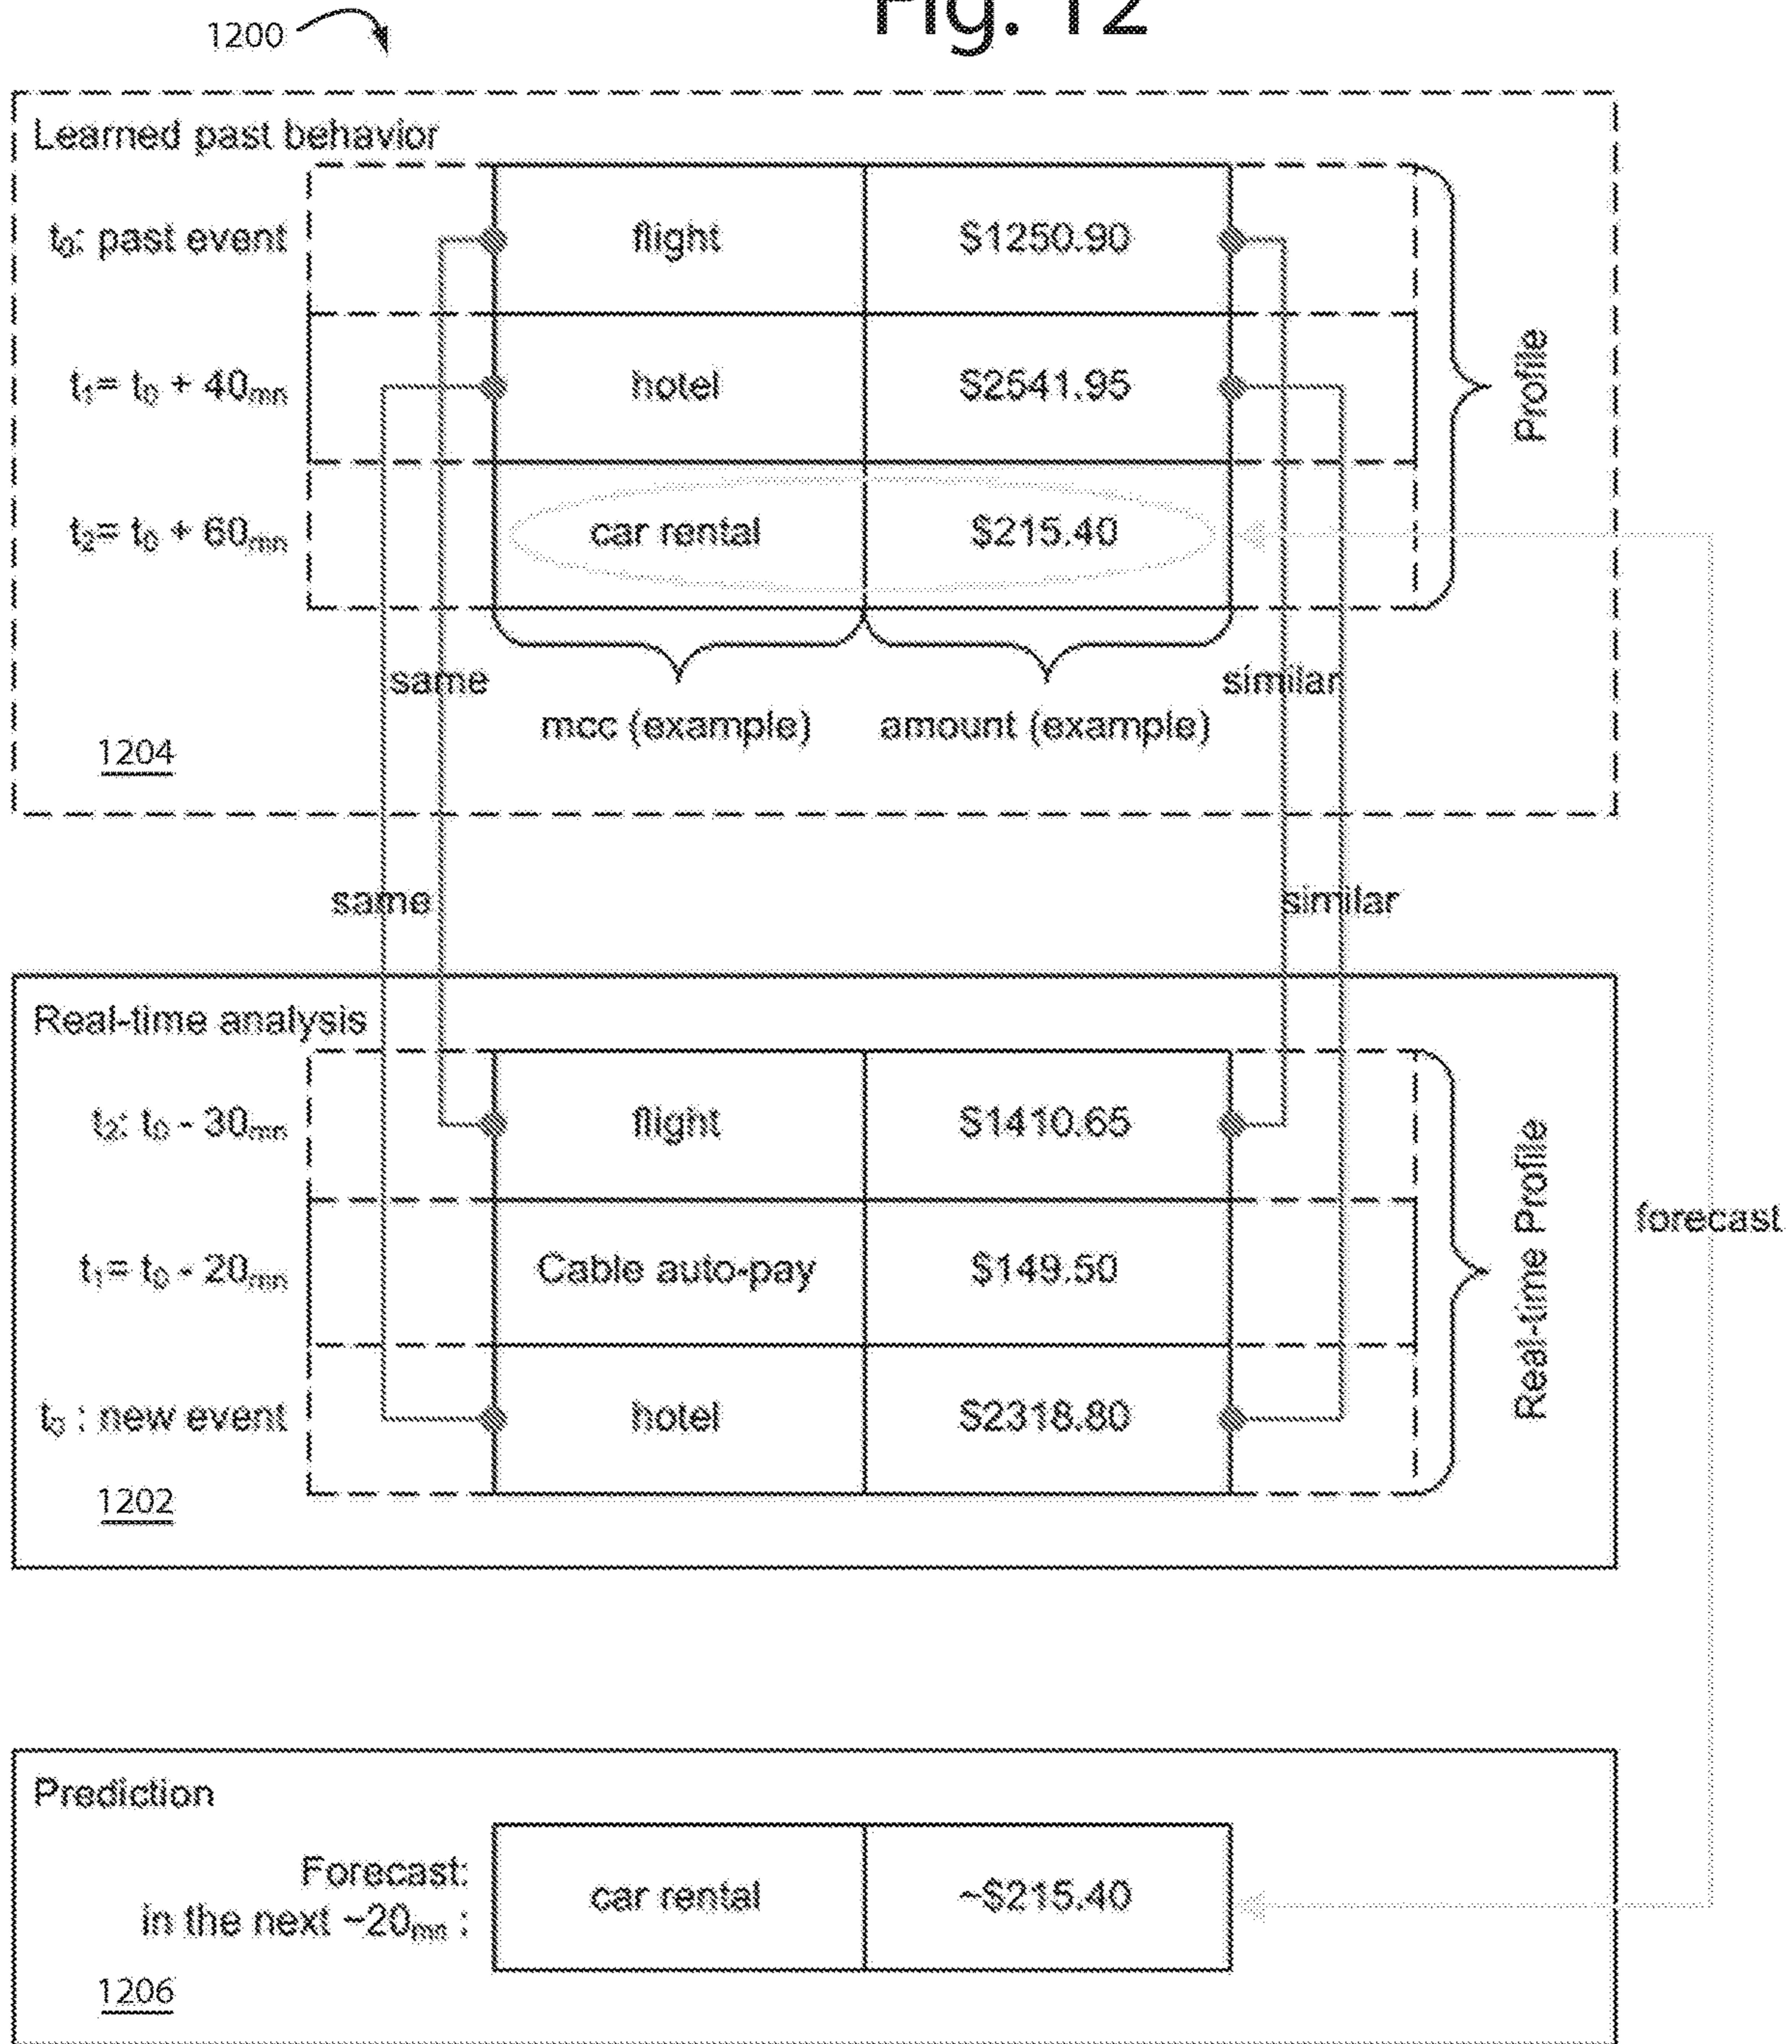 Fig. 12
1200
Learned past behavior
t0: past event flight $1250.90
t1= t0 + 40mn hotel $2541.95
t2= t0 + 60mn car rental $215.40
Profile
same similar
mcc (example) amount (example)
1204
same similar
Real-time analysis
t2: t0 - 30mn flight $1410.65
t1= t0 - 20mn Cable auto-pay $149.50
t0 : new event hotel $2318.80
Real-time Profile
forecast
1202
Prediction
Forecast:
in the next ~20mn :
car rental ~$215.40
1206